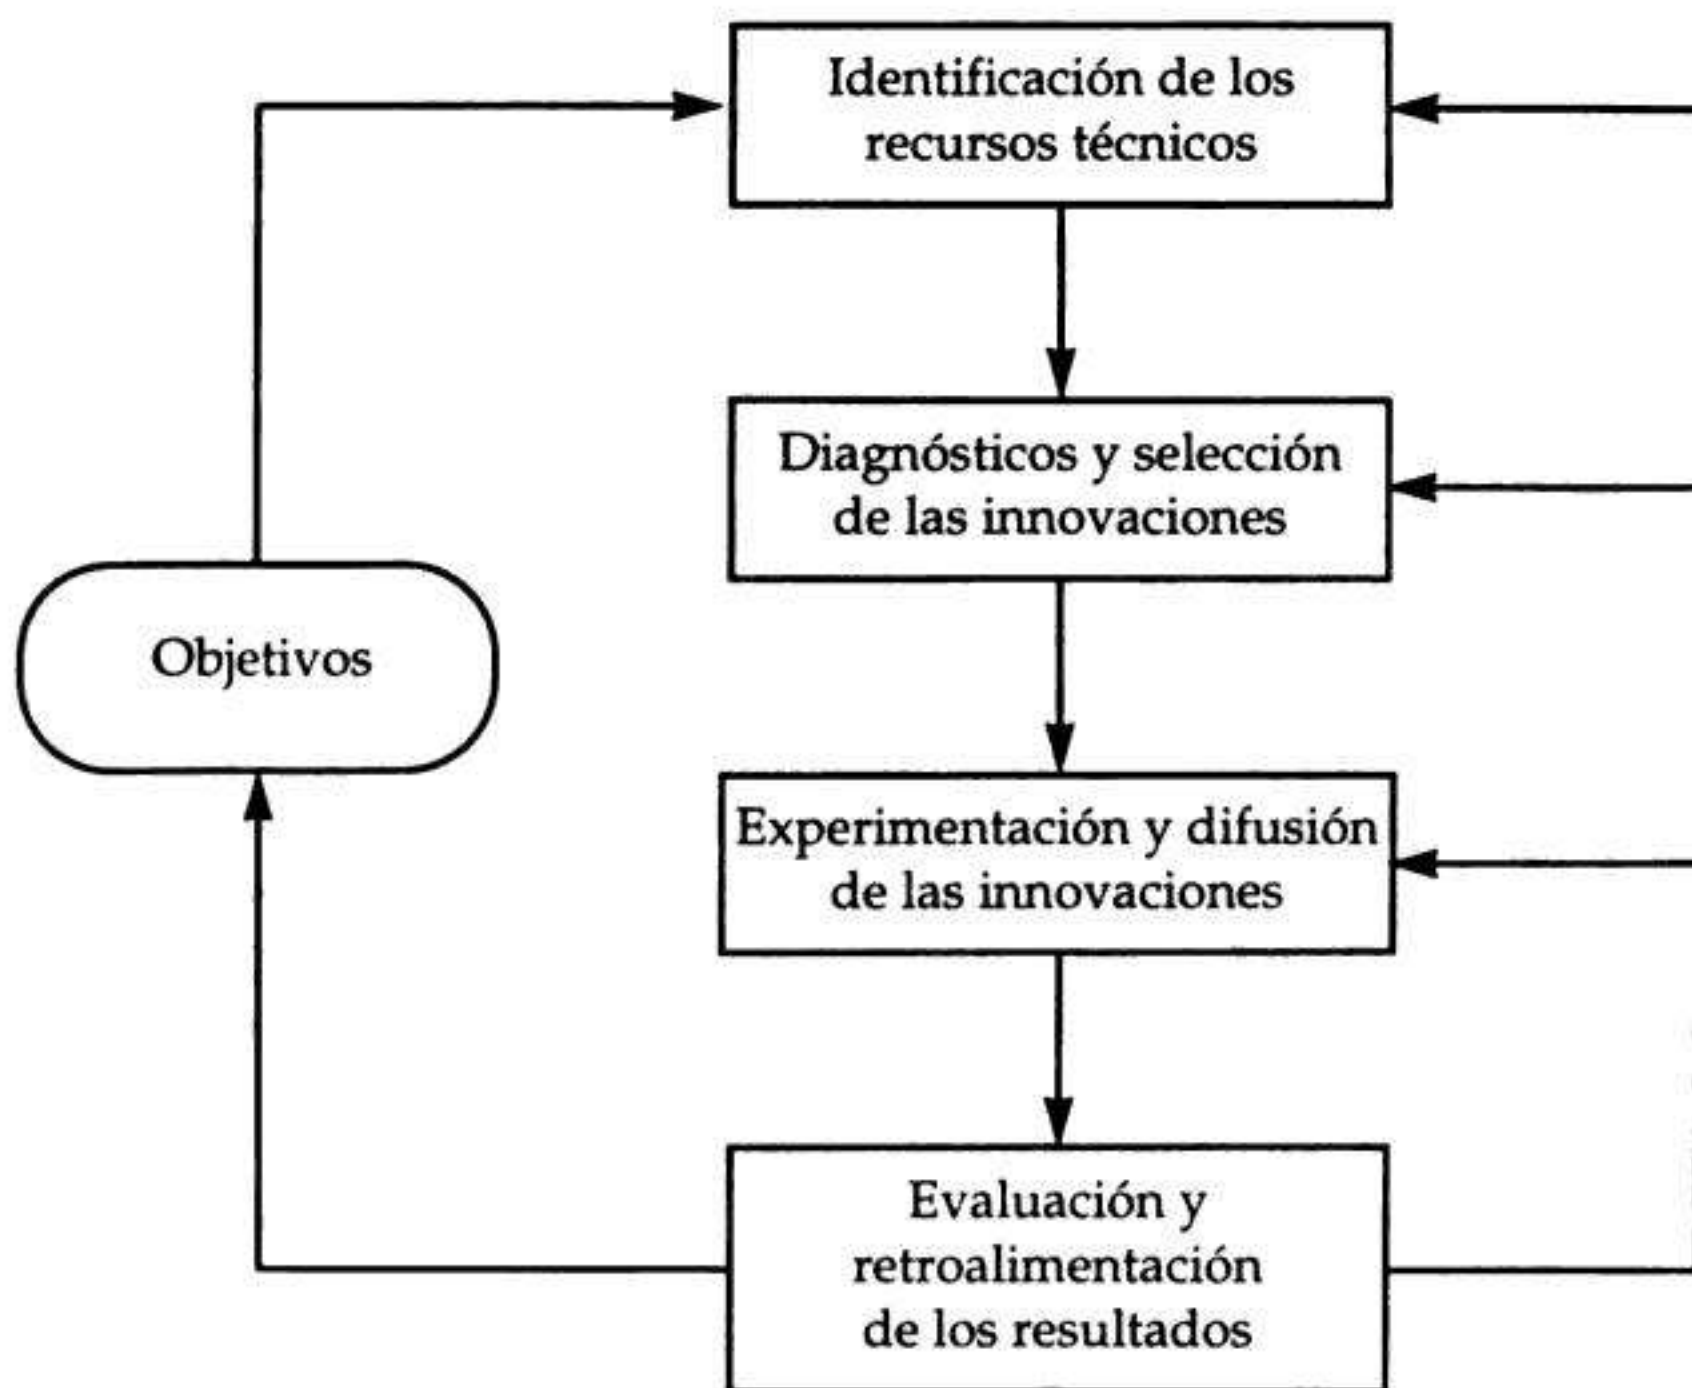 Identificación de los
recursos técnicos
Diagnósticos y selección
de las innovaciones
Objetivos
Experimentación y difusión
de las innovaciones
Evaluación y
retroalimentación
de los resultados